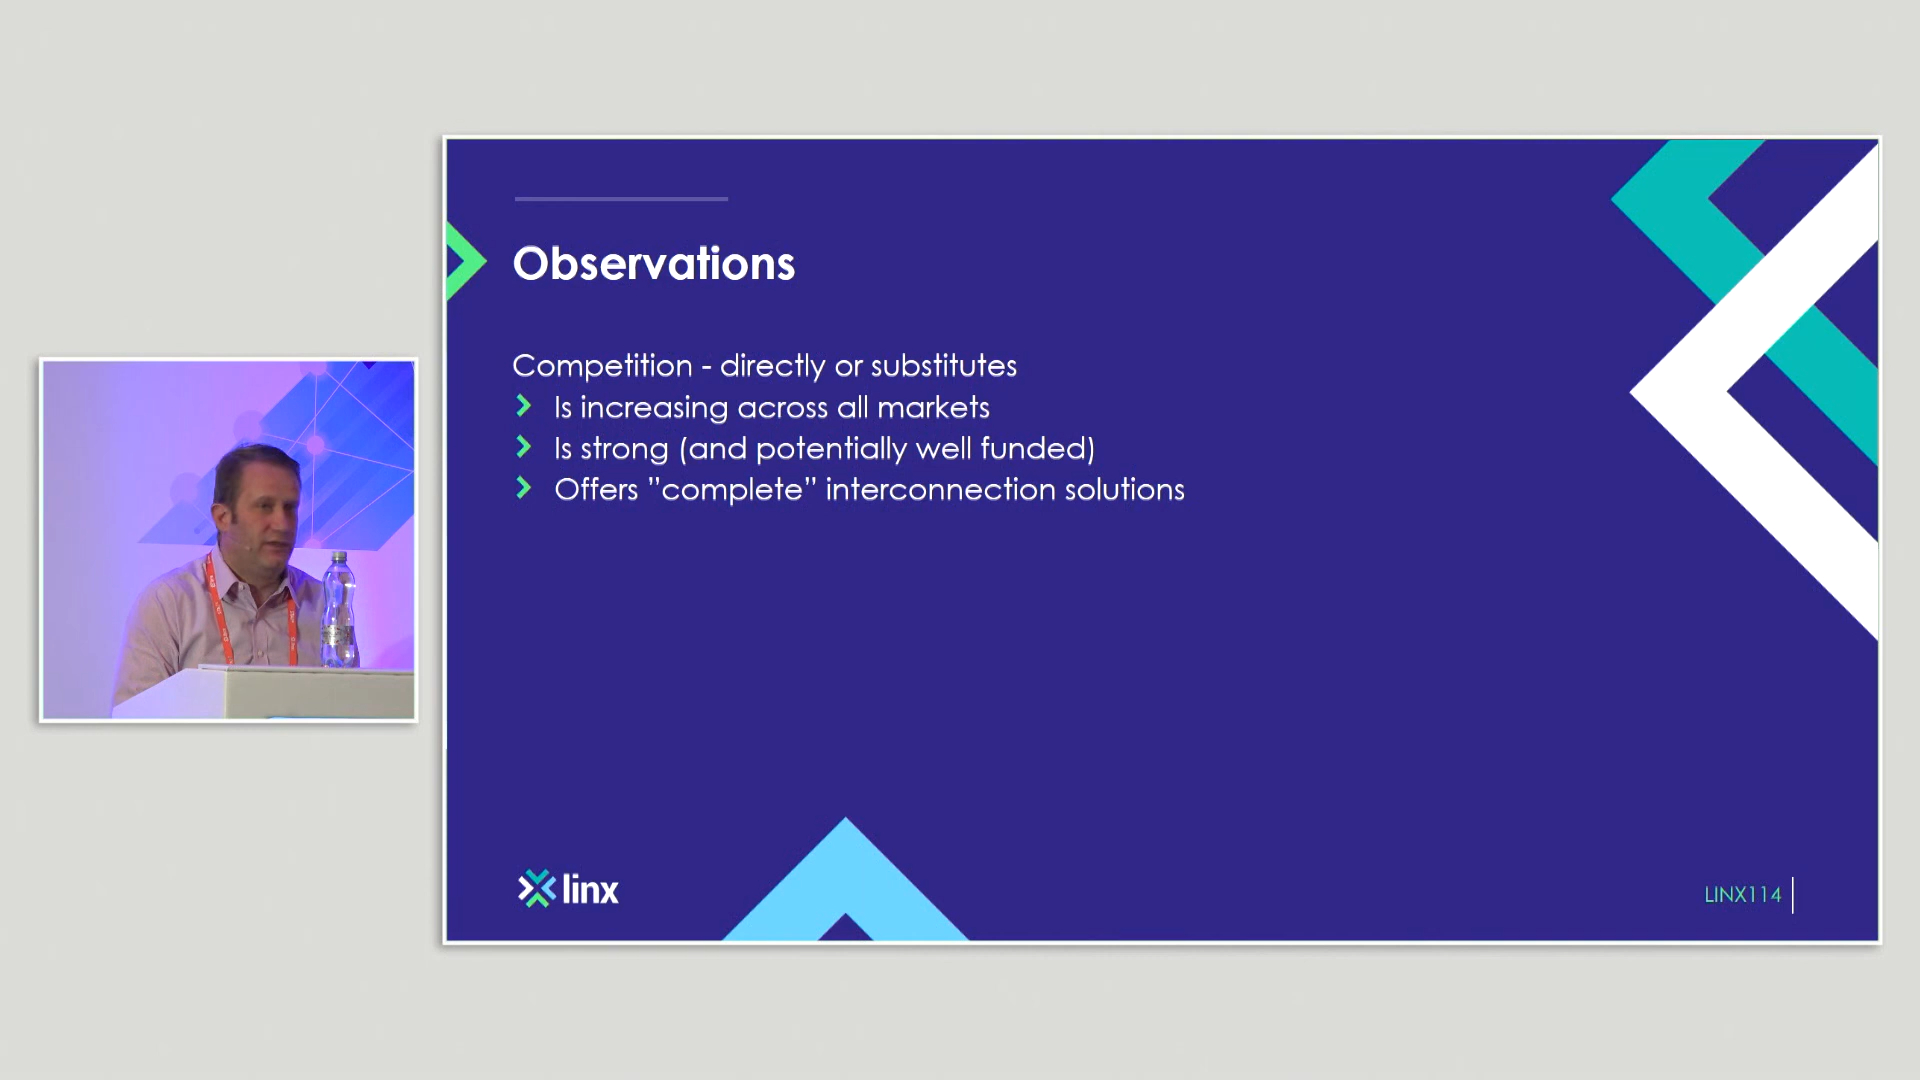 Observations
Competition - directly or substitutes
Is increasing across all markets
Is strong (and potentially well funded)
Offers ”complete” interconnection solutions
linx
LINX114